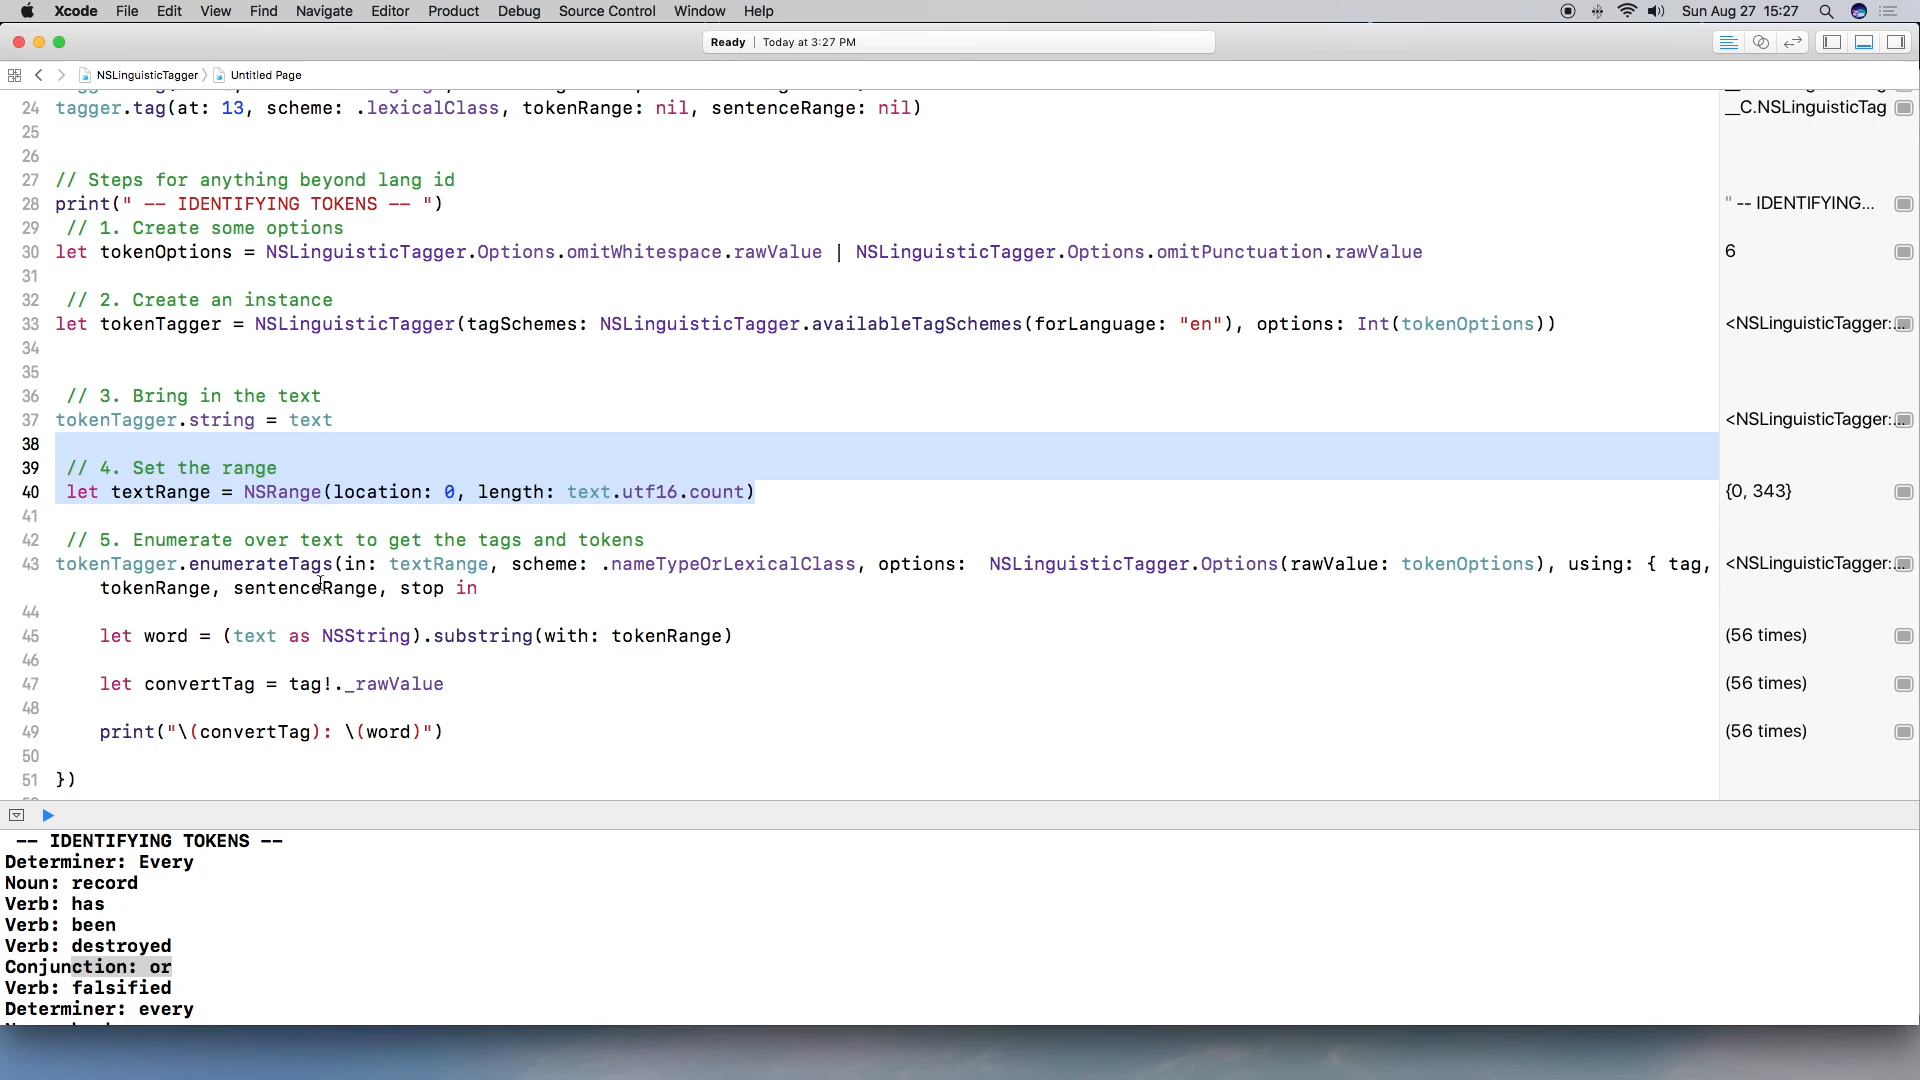 Xcode File Edit View Find Navigate Editor Product Debug Source Control Window Help Sun Aug 27 15:27
Ready | Today at 3:27 PM
NSLinguisticTagger Untitled Page
24 tagger.tag(at: 13, scheme: .lexicalClass, tokenRange: nil, sentenceRange: nil) __C.NSLinguisticTag
25
26
27 // Steps for anything beyond lang id
28 print(" -- IDENTIFYING TOKENS -- ") " -- IDENTIFYING...
29 // 1. Create some options
30 let tokenOptions = NSLinguisticTagger.Options.omitWhitespace.rawValue | NSLinguisticTagger.Options.omitPunctuation.rawValue 6
31
32 // 2. Create an instance
33 let tokenTagger = NSLinguisticTagger(tagSchemes: NSLinguisticTagger.availableTagSchemes(forLanguage: "en"), options: Int(tokenOptions)) <NSLinguisticTagger:...
34
35
36 // 3. Bring in the text
37 tokenTagger.string = text <NSLinguisticTagger:...
38
39 // 4. Set the range
40 let textRange = NSRange(location: 0, length: text.utf16.count) {0, 343}
41
42 // 5. Enumerate over text to get the tags and tokens
43 tokenTagger.enumerateTags(in: textRange, scheme: .nameTypeOrLexicalClass, options: NSLinguisticTagger.Options(rawValue: tokenOptions), using: { tag, <NSLinguisticTagger:...
tokenRange, sentenceRange, stop in
44
45 let word = (text as NSString).substring(with: tokenRange) (56 times)
46
47 let convertTag = tag!._rawValue (56 times)
48
49 print("\(convertTag): \(word)") (56 times)
50
51 })
-- IDENTIFYING TOKENS --
Determiner: Every
Noun: record
Verb: has
Verb: been
Verb: destroyed
Conjunction: or
Verb: falsified
Determiner: every